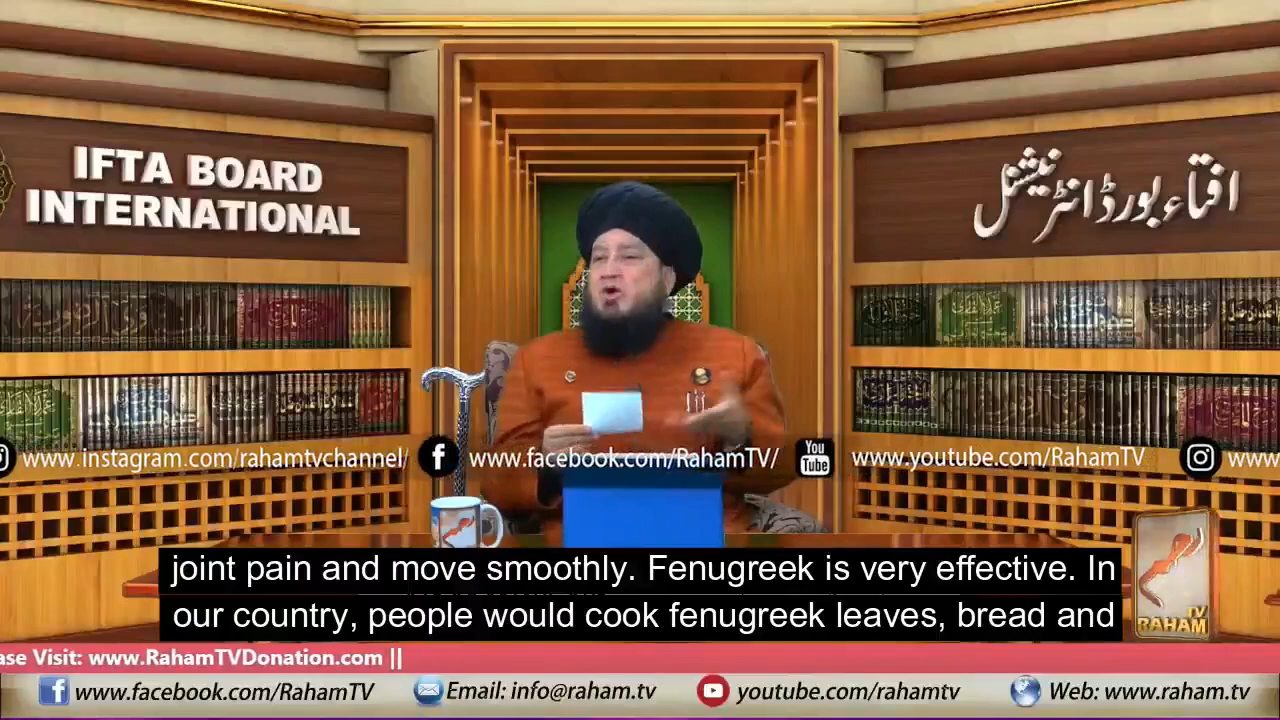 IFTA BOARD
INTERNATIONAL
افتاء بورڈ انٹرنیشنل
www.instagram.com/rahamtvchannel/
www.facebook.com/RahamTV/
You
Tube
www.youtube.com/RahamTV
www
joint pain and move smoothly. Fenugreek is very effective. In
our country, people would cook fenugreek leaves, bread and
TV
RAHAM
ase Visit: www.RahamTVDonation.com ||
www.facebook.com/RahamTV
Email: info@raham.tv
youtube.com/rahamtv
Web: www.raham.tv